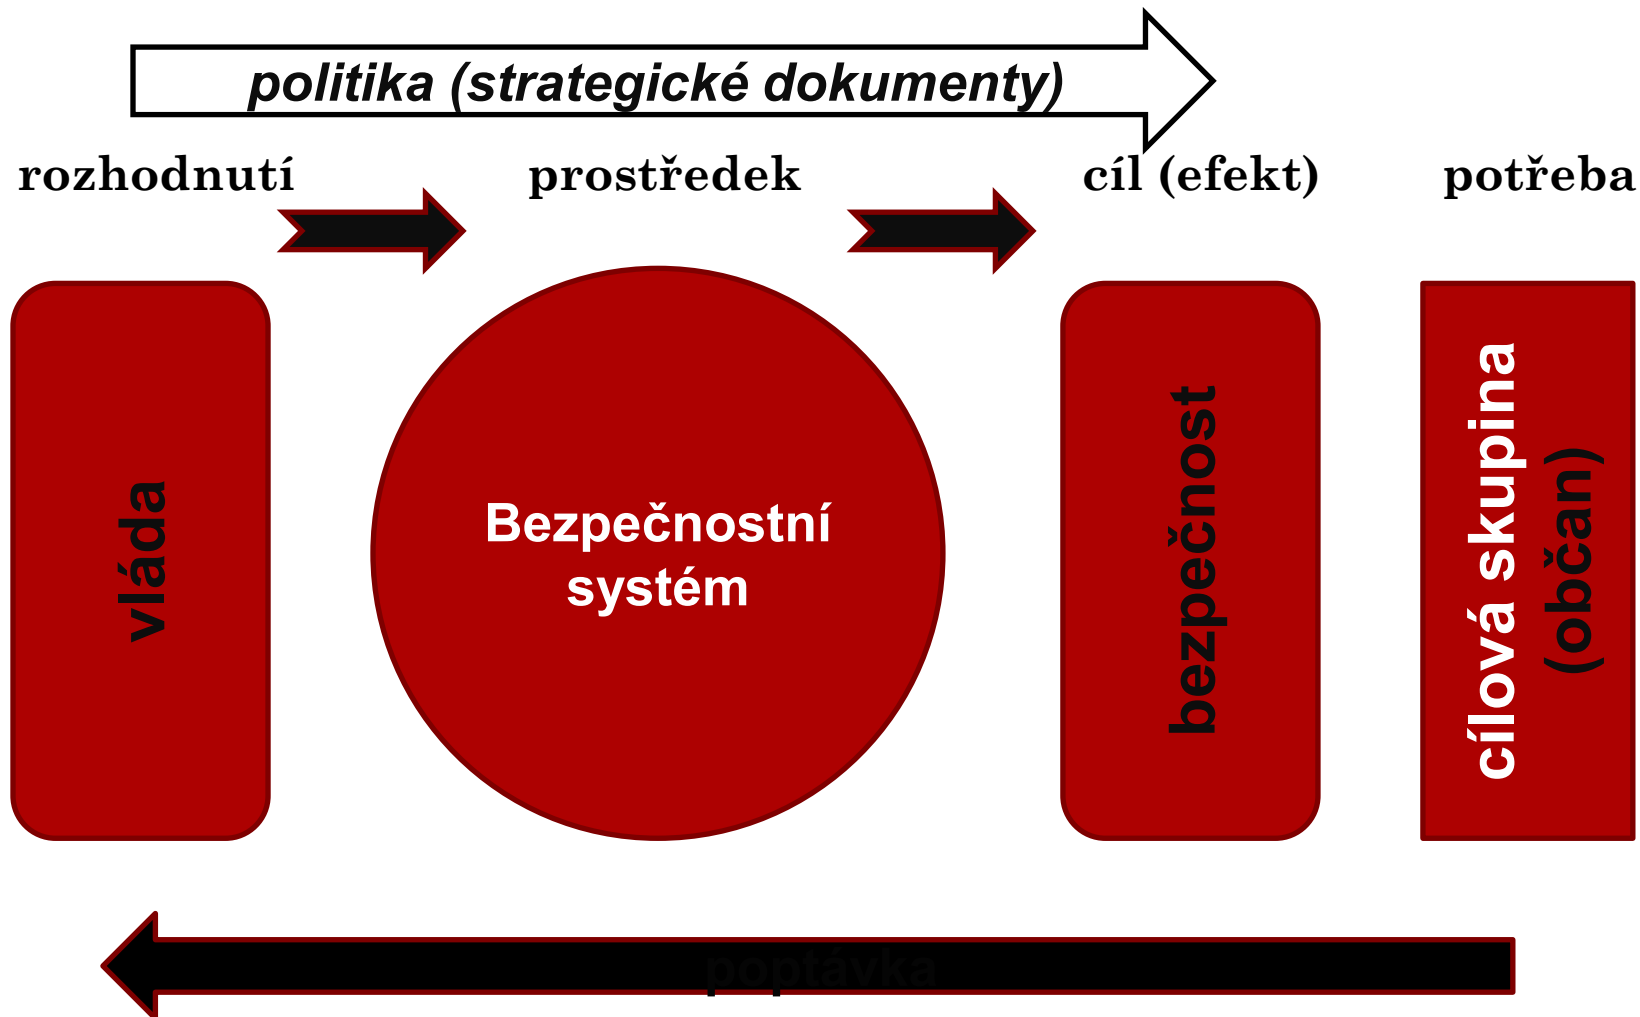 politika (strategické dokumenty)
rozhodnutí
prostředek
cíl (efekt)
potřeba
vláda
Bezpečnostní
systém
bezpečnost
cílová skupina
(občan)
poptávka